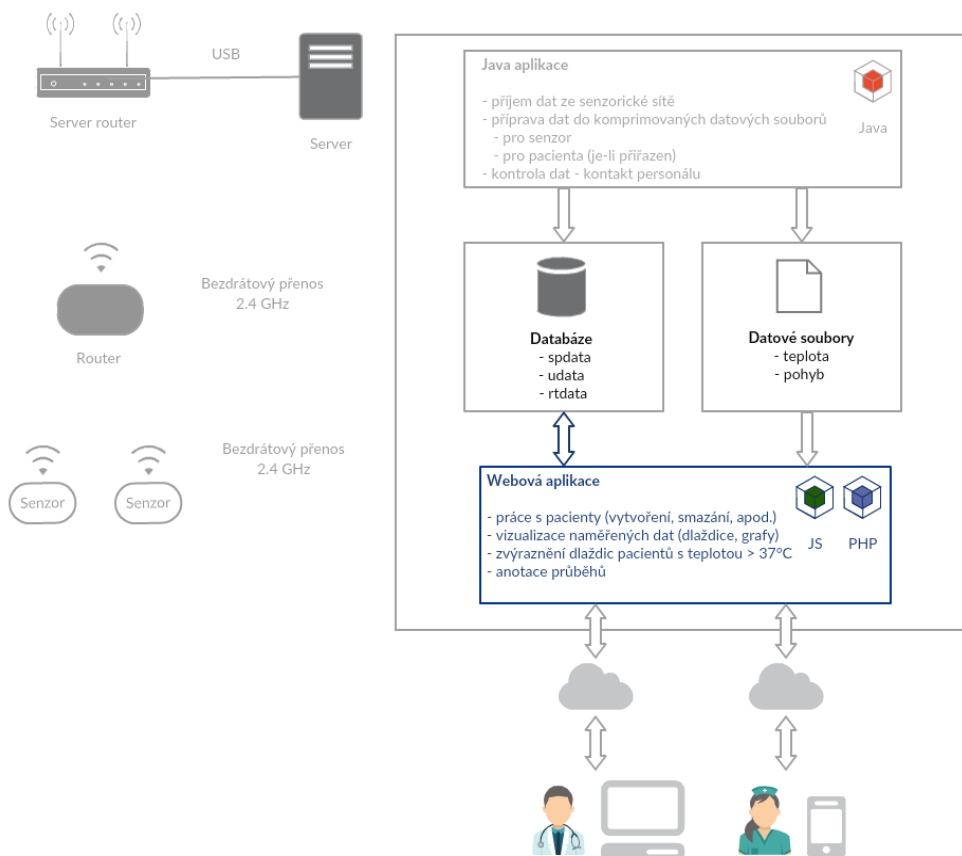 USB
Server router
Server
Bezdrátový přenos
2.4 GHz
Router
Bezdrátový přenos
2.4 GHz
Senzor
Senzor
Java aplikace
- příjem dat ze senzorické sítě
- příprava dat do komprimovaných datových souborů
- pro senzor
- pro pacienta (je-li přiřazen)
- kontrola dat - kontakt personálu
Java
Databáze
- spdata
- udata
- rtdata
Datové soubory
- teplota
- pohyb
Webová aplikace
- práce s pacienty (vytvoření, smazání, apod.)
- vizualizace naměřených dat (dlaždice, grafy)
- zvýraznění dlaždic pacientů s teplotou > 37°C
- anotace průběhů
JS
PHP